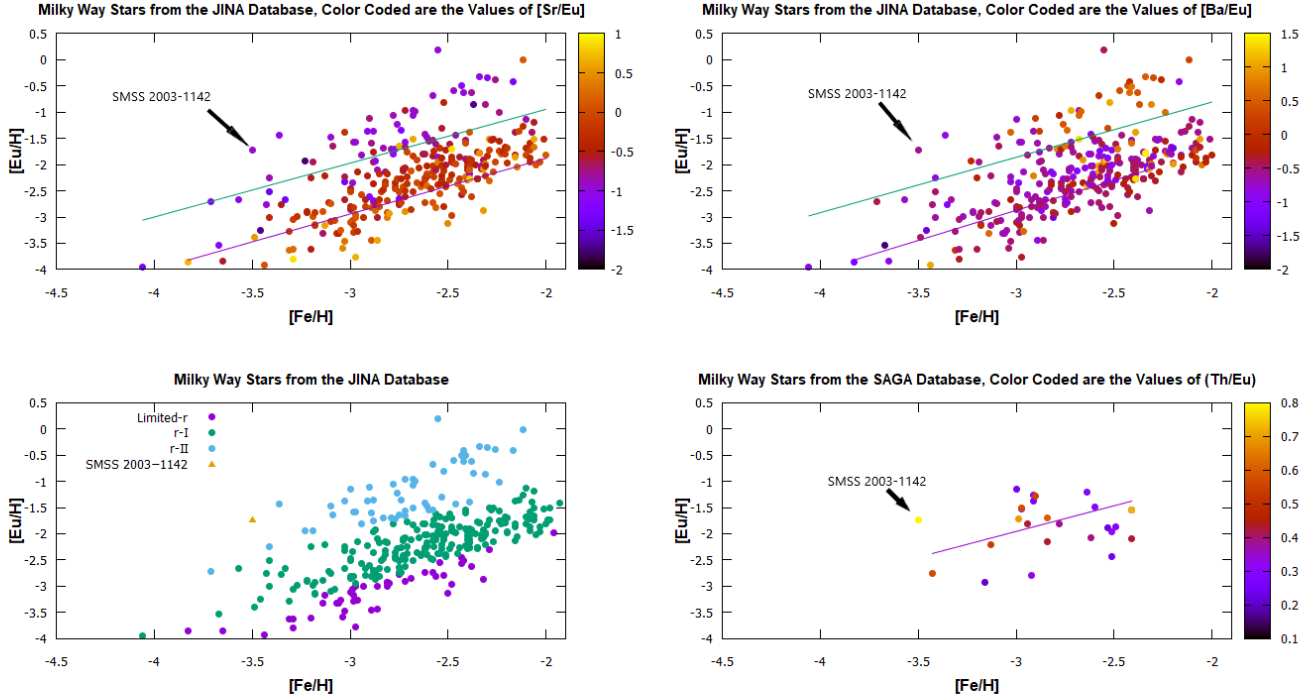 Milky Way Stars from the JINA Database, Color Coded are the Values of [Sr/Eu]
0.5
0
-0.5
-1
-1.5
-2
-2.5
-3
-3.5
-4
[Eu/H]
SMSS 2003-1142
-4.5 -4 -3.5 -3 -2.5 -2
[Fe/H]
1
0.5
0
-0.5
-1
-1.5
-2
Milky Way Stars from the JINA Database, Color Coded are the Values of [Ba/Eu]
0.5
0
-0.5
-1
-1.5
-2
-2.5
-3
-3.5
-4
[Eu/H]
SMSS 2003-1142
-4.5 -4 -3.5 -3 -2.5 -2
[Fe/H]
1.5
1
0.5
0
-0.5
-1
-1.5
-2
Milky Way Stars from the JINA Database
0.5
0
-0.5
-1
-1.5
-2
-2.5
-3
-3.5
-4
[Eu/H]
Limited-r
r-I
r-II
SMSS 2003−1142
-4.5 -4 -3.5 -3 -2.5 -2
[Fe/H]
Milky Way Stars from the SAGA Database, Color Coded are the Values of (Th/Eu)
0.5
0
-0.5
-1
-1.5
-2
-2.5
-3
-3.5
-4
[Eu/H]
SMSS 2003-1142
-4.5 -4 -3.5 -3 -2.5 -2
[Fe/H]
0.8
0.7
0.6
0.5
0.4
0.3
0.2
0.1